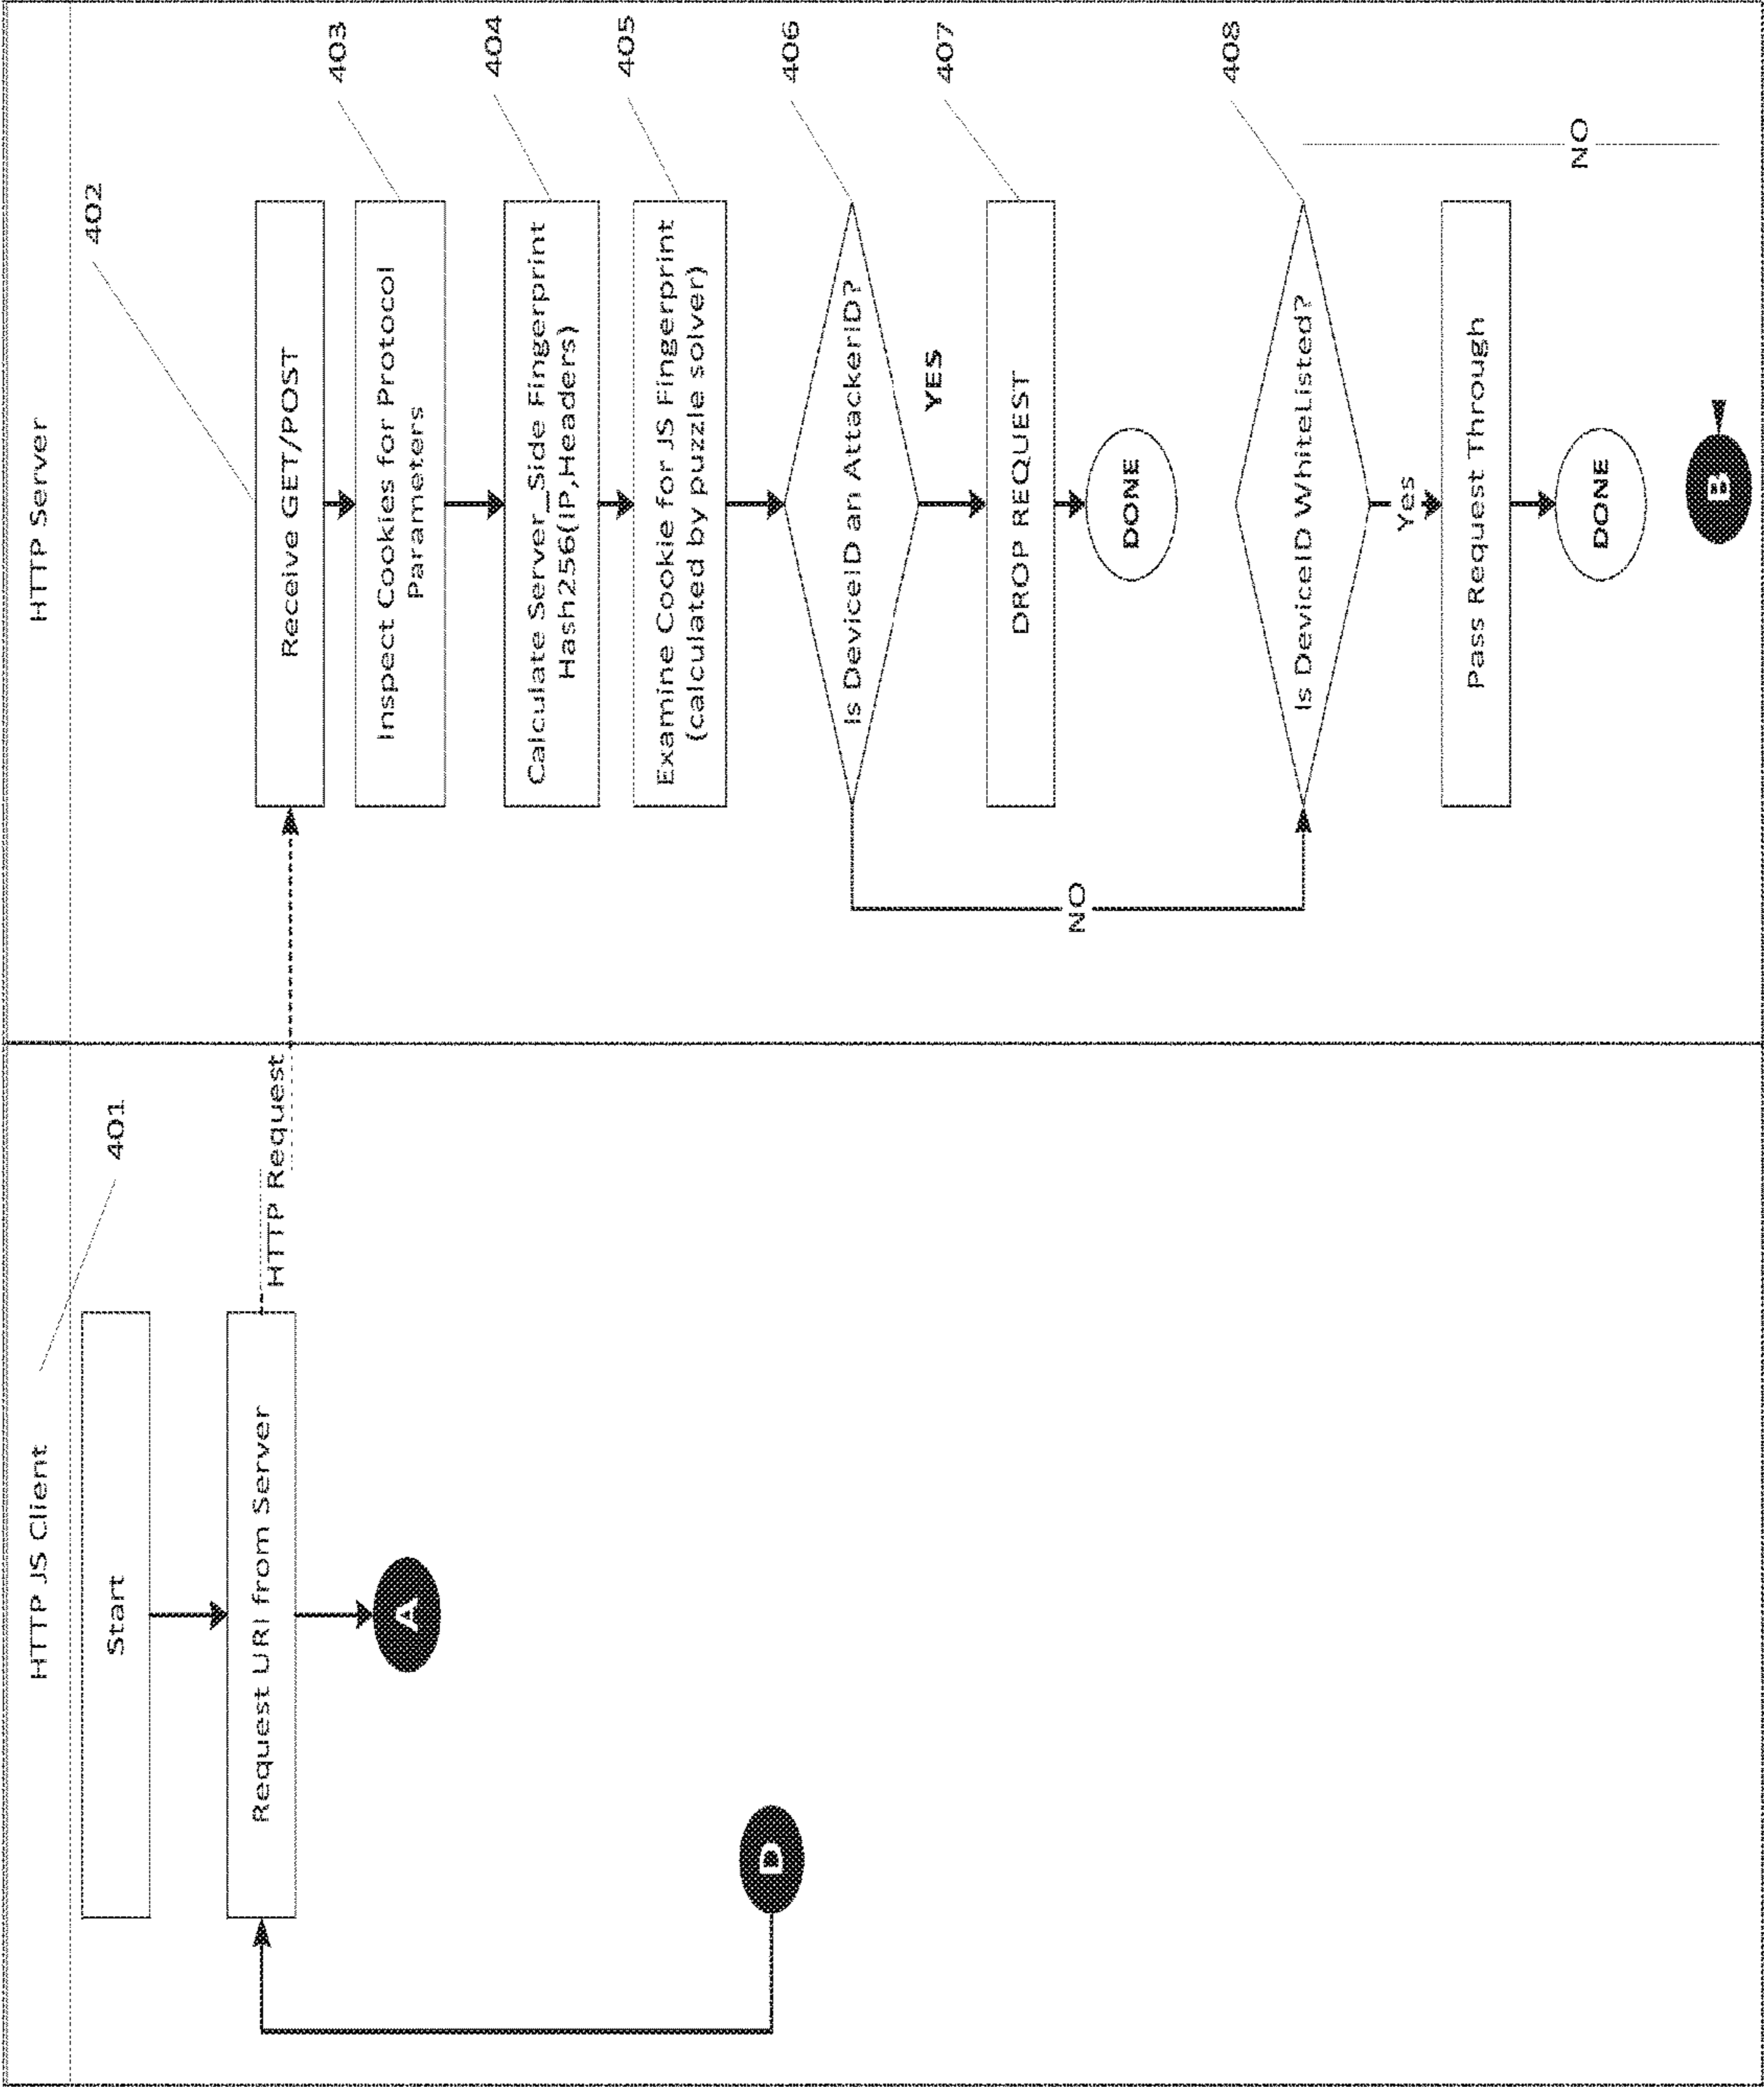 HTTP JS Client
401
Start
Request URI from Server
HTTP Request
A
D
HTTP Server
402
Receive GET/POST
403
Inspect Cookies for Protocol
Parameters
404
Calculate Server_Side Fingerprint
Hash256(IP,Headers)
405
Examine Cookie for JS Fingerprint
(calculated by puzzle solver)
406
Is DeviceID an AttackerID?
YES
NO
407
DROP REQUEST
DONE
408
Is DeviceID WhiteListed?
Yes
NO
Pass Request Through
DONE
B